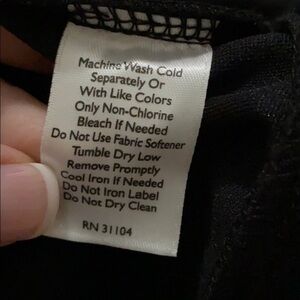 Machine Wash Cold
Separately Or
With Like Colors
Only Non-Chlorine
Bleach If Needed
Do Not Use Fabric Softener
Tumble Dry Low
Remove Promptly
Cool Iron If Needed
Do Not Iron Label
Do Not Dry Clean
RN 31104